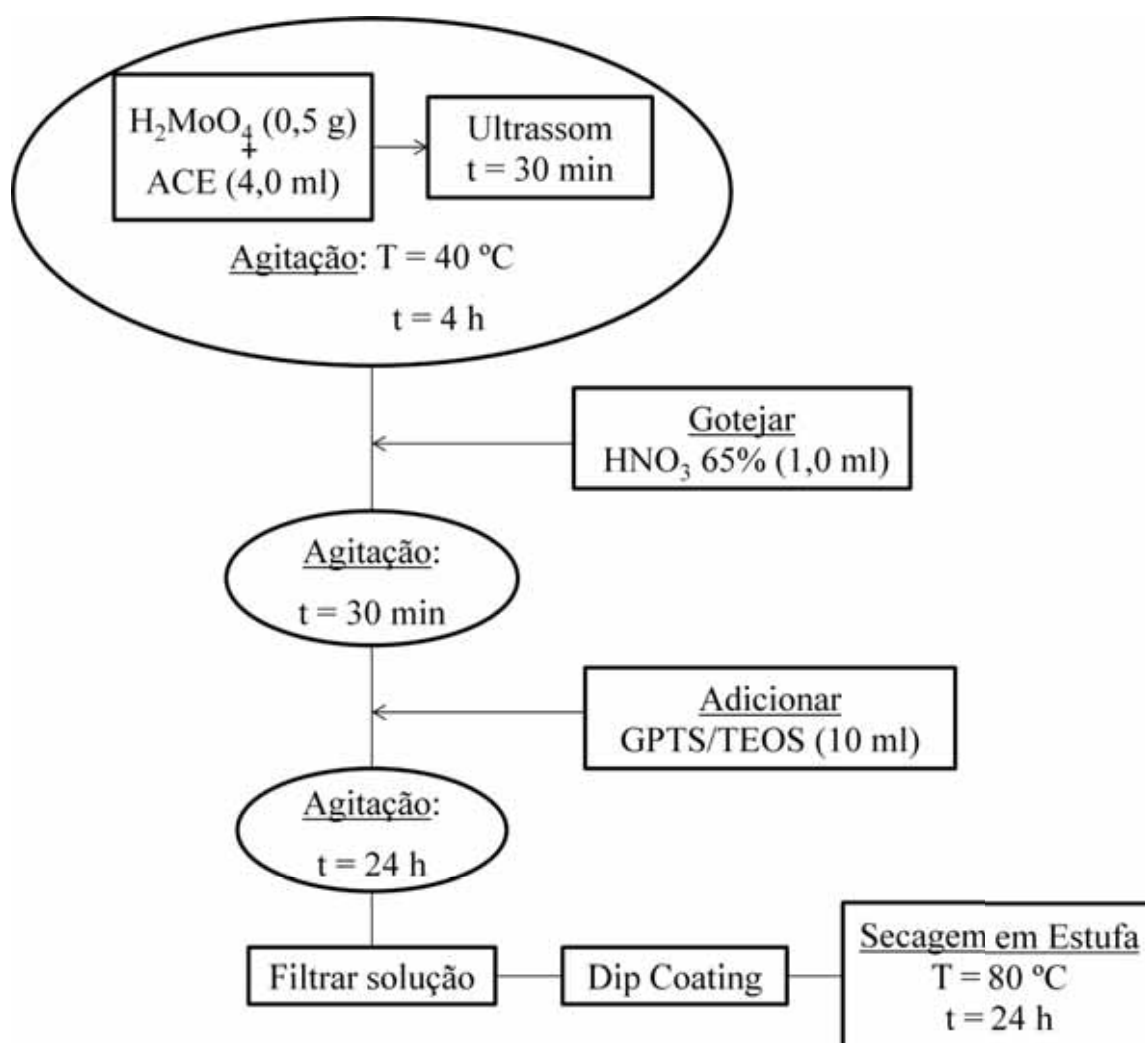 H₂MoO₄ (0,5 g)
+
ACE (4,0 ml)
Ultrassom
t = 30 min
Agitação: T = 40 ºC
t = 4 h
Gotejar
HNO₃ 65% (1,0 ml)
Agitação:
t = 30 min
Adicionar
GPTS/TEOS (10 ml)
Agitação:
t = 24 h
Filtrar solução
Dip Coating
Secagem em Estufa
T = 80 ºC
t = 24 h